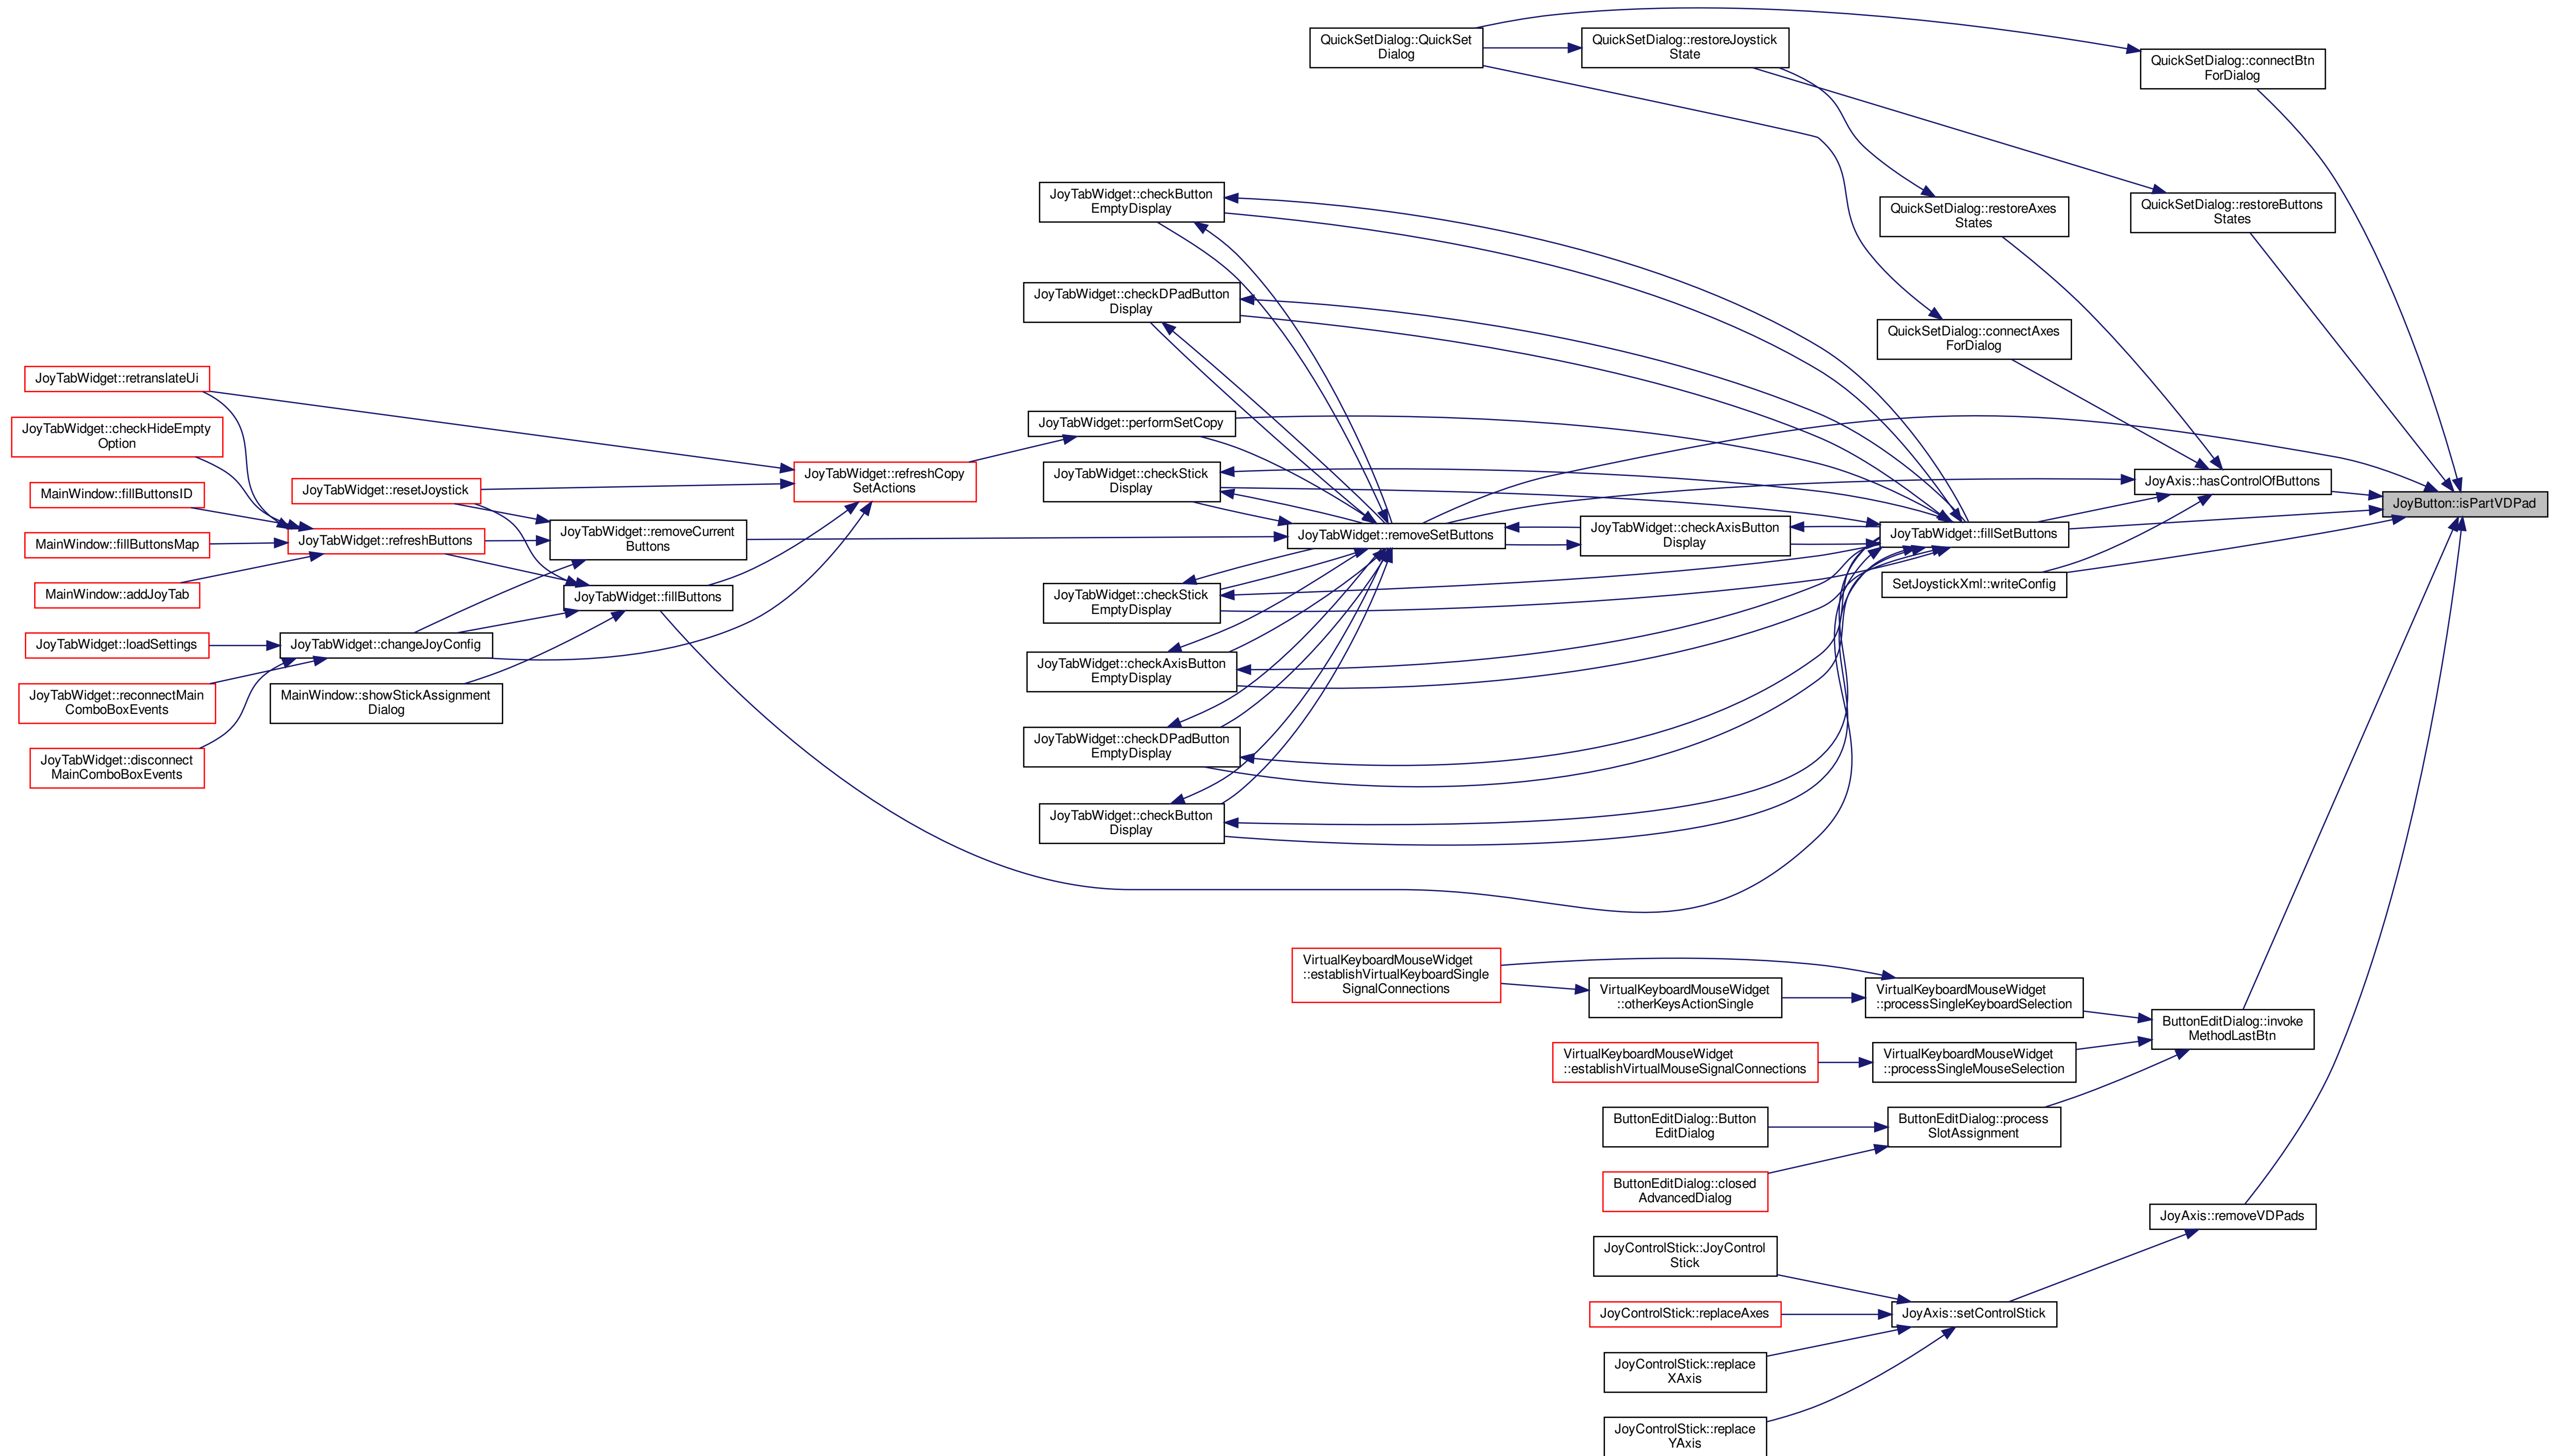 QuickSetDialog::QuickSet
Dialog
QuickSetDialog::restoreJoystick
State
QuickSetDialog::connectBtn
ForDialog
JoyTabWidget::checkButton
EmptyDisplay
QuickSetDialog::restoreAxes
States
QuickSetDialog::restoreButtons
States
JoyTabWidget::checkDPadButton
Display
QuickSetDialog::connectAxes
ForDialog
JoyTabWidget::retranslateUi
JoyTabWidget::checkHideEmpty
Option
JoyTabWidget::performSetCopy
MainWindow::fillButtonsID
JoyTabWidget::resetJoystick
JoyTabWidget::refreshCopy
SetActions
JoyTabWidget::checkStick
Display
JoyAxis::hasControlOfButtons
JoyButton::isPartVDPad
MainWindow::fillButtonsMap
JoyTabWidget::refreshButtons
JoyTabWidget::removeCurrent
Buttons
JoyTabWidget::removeSetButtons
JoyTabWidget::checkAxisButton
Display
JoyTabWidget::fillSetButtons
MainWindow::addJoyTab
JoyTabWidget::fillButtons
JoyTabWidget::checkStick
EmptyDisplay
SetJoystickXml::writeConfig
JoyTabWidget::loadSettings
JoyTabWidget::changeJoyConfig
JoyTabWidget::checkAxisButton
EmptyDisplay
JoyTabWidget::reconnectMain
ComboBoxEvents
MainWindow::showStickAssignment
Dialog
JoyTabWidget::disconnect
MainComboBoxEvents
JoyTabWidget::checkDPadButton
EmptyDisplay
JoyTabWidget::checkButton
Display
VirtualKeyboardMouseWidget
::establishVirtualKeyboardSingle
SignalConnections
VirtualKeyboardMouseWidget
::otherKeysActionSingle
VirtualKeyboardMouseWidget
::processSingleKeyboardSelection
ButtonEditDialog::invoke
MethodLastBtn
VirtualKeyboardMouseWidget
::establishVirtualMouseSignalConnections
VirtualKeyboardMouseWidget
::processSingleMouseSelection
ButtonEditDialog::Button
EditDialog
ButtonEditDialog::process
SlotAssignment
ButtonEditDialog::closed
AdvancedDialog
JoyAxis::removeVDPads
JoyControlStick::JoyControl
Stick
JoyControlStick::replaceAxes
JoyAxis::setControlStick
JoyControlStick::replace
XAxis
JoyControlStick::replace
YAxis